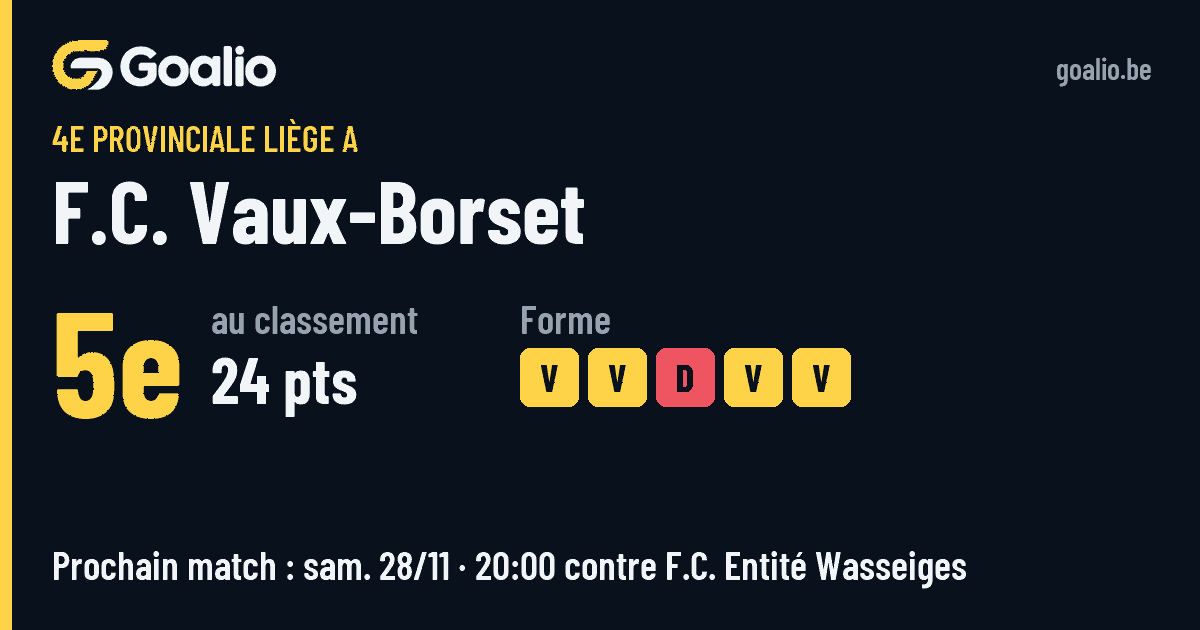 Goalio
goalio.be
4E PROVINCIALE LIÈGE A
F.C. Vaux-Borset
5e
au classement
24 pts
Forme
V V D V V
Prochain match : sam. 28/11 · 20:00 contre F.C. Entité Wasseiges